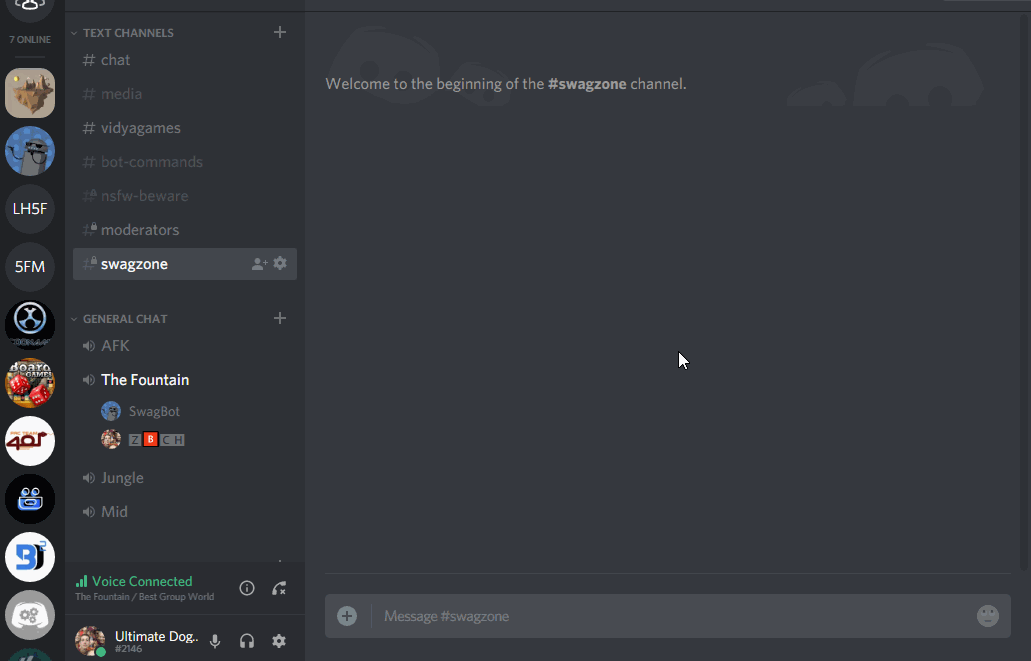 7 ONLINE
LH5F
5FM
401
TEXT CHANNELS
# chat
# media
# vidyagames
# bot-commands
# nsfw-beware
# moderators
# swagzone
GENERAL CHAT
AFK
The Fountain
SwagBot
Z B C H
Jungle
Mid
Voice Connected
The Fountain / Best Group World
Ultimate Dog..
#2146
Welcome to the beginning of the #swagzone channel.
Message #swagzone